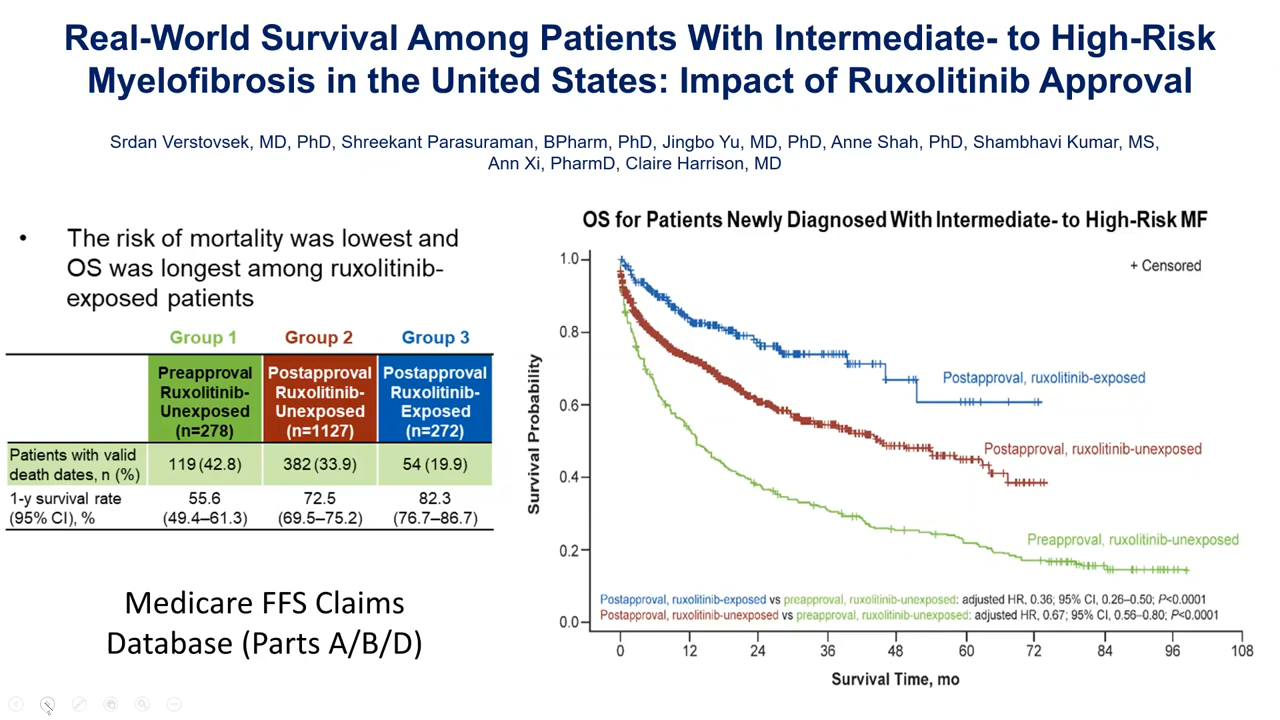 Real-World Survival Among Patients With Intermediate- to High-Risk
Myelofibrosis in the United States: Impact of Ruxolitinib Approval
Srdan Verstovsek, MD, PhD, Shreekant Parasuraman, BPharm, PhD, Jingbo Yu, MD, PhD, Anne Shah, PhD, Shambhavi Kumar, MS,
Ann Xi, PharmD, Claire Harrison, MD
• The risk of mortality was lowest and
OS was longest among ruxolitinib-
exposed patients
Group 1 Group 2 Group 3
Preapproval Postapproval Postapproval
Ruxolitinib- Ruxolitinib- Ruxolitinib-
Unexposed Unexposed Exposed
(n=278) (n=1127) (n=272)
Patients with valid
death dates, n (%) 119 (42.8) 382 (33.9) 54 (19.9)
1-y survival rate 55.6 72.5 82.3
(95% CI), % (49.4–61.3) (69.5–75.2) (76.7–86.7)
Medicare FFS Claims
Database (Parts A/B/D)
OS for Patients Newly Diagnosed With Intermediate- to High-Risk MF
+ Censored
Survival Probability
1.0
0.8
0.6
0.4
0.2
0.0
Postapproval, ruxolitinib-exposed
Postapproval, ruxolitinib-unexposed
Preapproval, ruxolitinib-unexposed
Postapproval, ruxolitinib-exposed vs preapproval, ruxolitinib-unexposed: adjusted HR, 0.36; 95% CI, 0.26–0.50; P<0.0001
Postapproval, ruxolitinib-unexposed vs preapproval, ruxolitinib-unexposed: adjusted HR, 0.67; 95% CI, 0.56–0.80; P<0.0001
0 12 24 36 48 60 72 84 96 108
Survival Time, mo